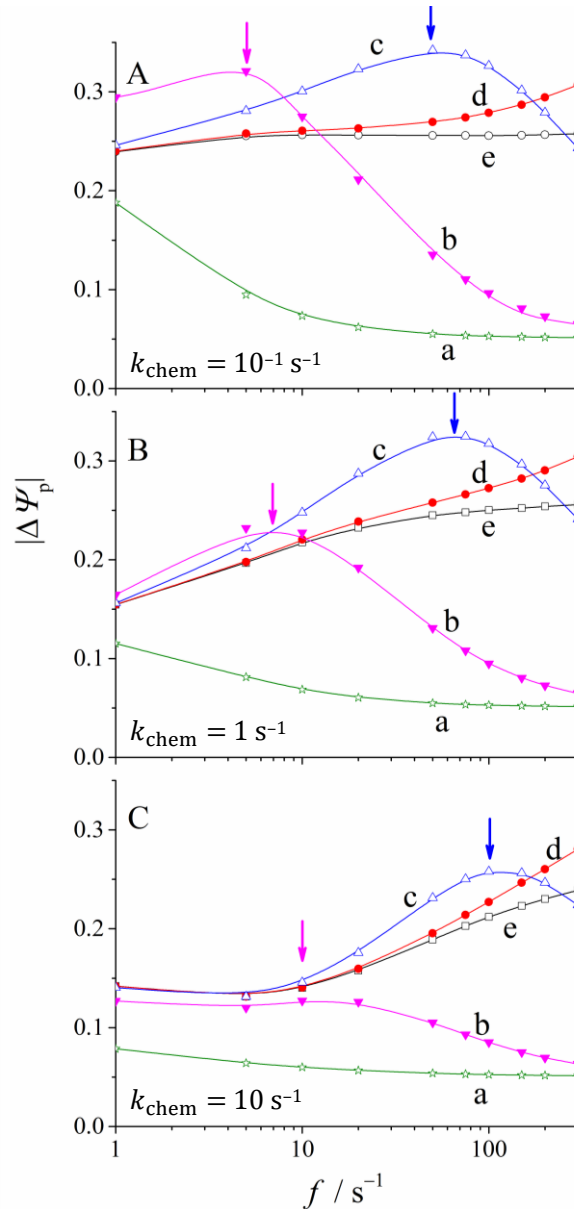 A
0.3
0.2
0.1
0.0
c
d
e
b
a
k_chem = 10⁻¹ s⁻¹
B
0.3
0.2
0.1
0.0
c
d
e
b
a
k_chem = 1 s⁻¹
|Δ Ψ_p|
C
0.3
0.2
0.1
0.0
d
c
e
b
a
k_chem = 10 s⁻¹
1 10 100
f / s⁻¹